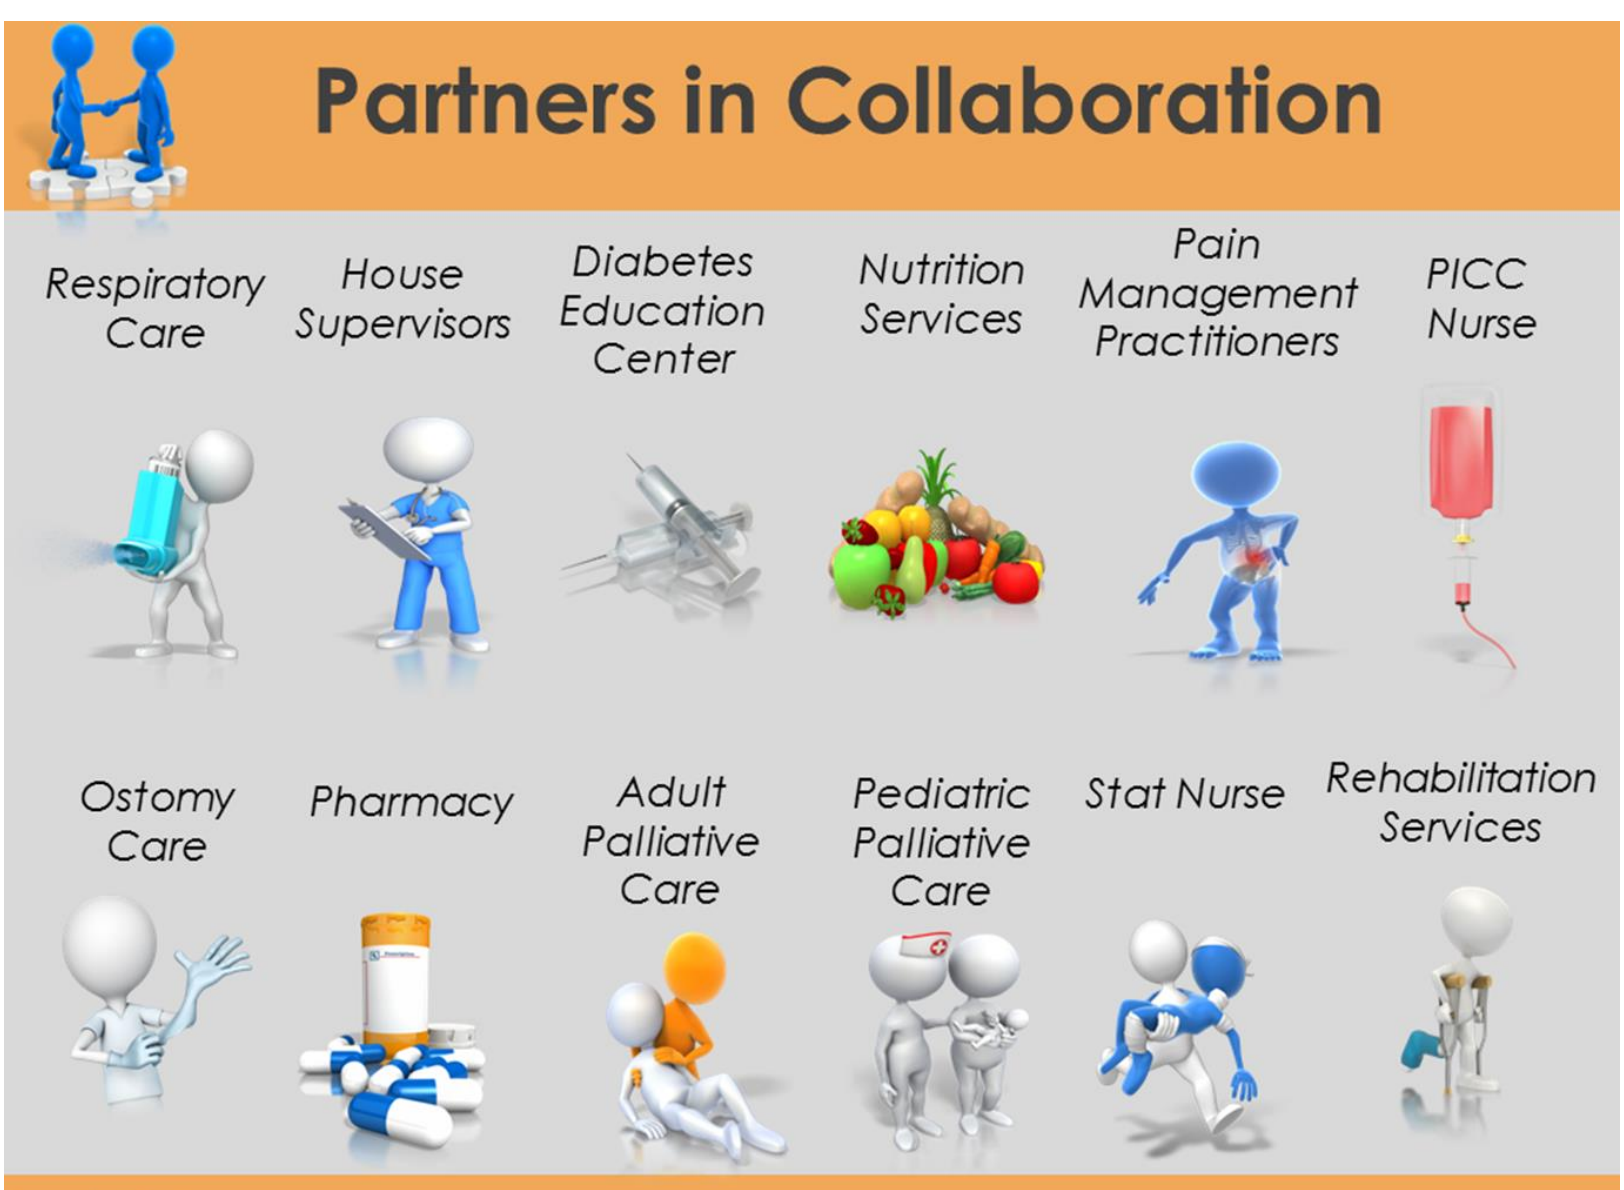 Partners in Collaboration
Respiratory
Care
House
Supervisors
Diabetes
Education
Center
Nutrition
Services
Pain
Management
Practitioners
PICC
Nurse
Ostomy
Care
Pharmacy
Adult
Palliative
Care
Pediatric
Palliative
Care
Stat Nurse
Rehabilitation
Services